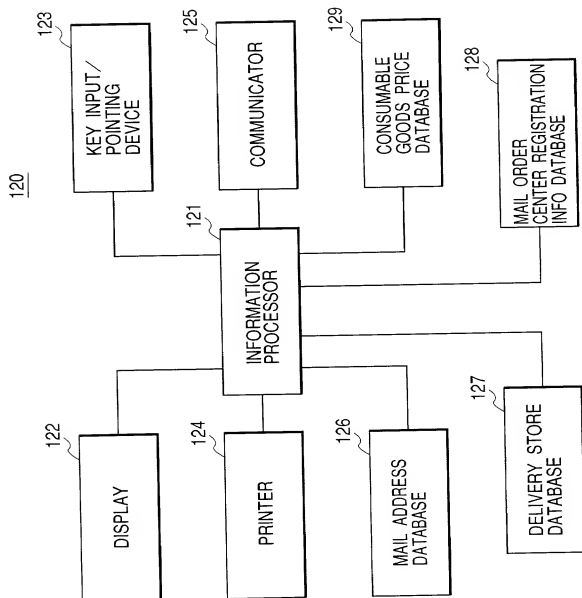 120
122
DISPLAY
123
KEY INPUT/
POINTING
DEVICE
121
INFORMATION
PROCESSOR
124
PRINTER
125
COMMUNICATOR
126
MAIL ADDRESS
DATABASE
129
CONSUMABLE
GOODS PRICE
DATABASE
127
DELIVERY STORE
DATABASE
128
MAIL ORDER
CENTER REGISTRATION
INFO DATABASE